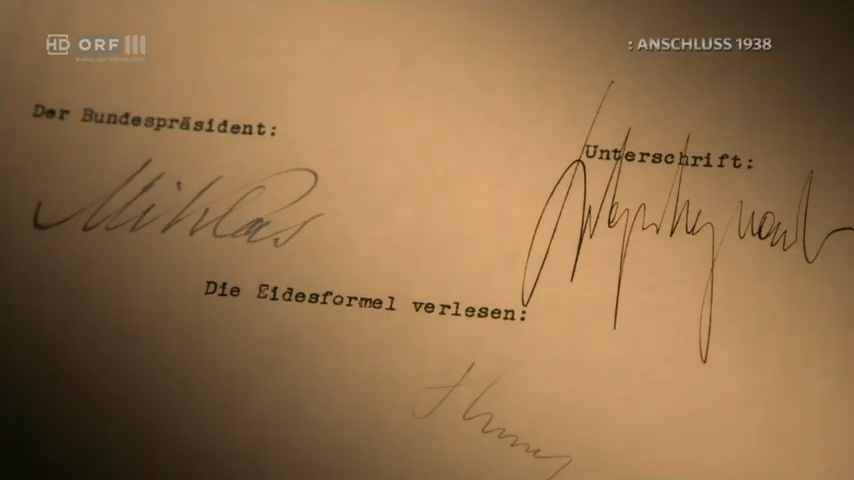 HD ORF III
: ANSCHLUSS 1938
Der Bundespräsident:
Unterschrift:
Miklas
Die Eidesformel verlesen: